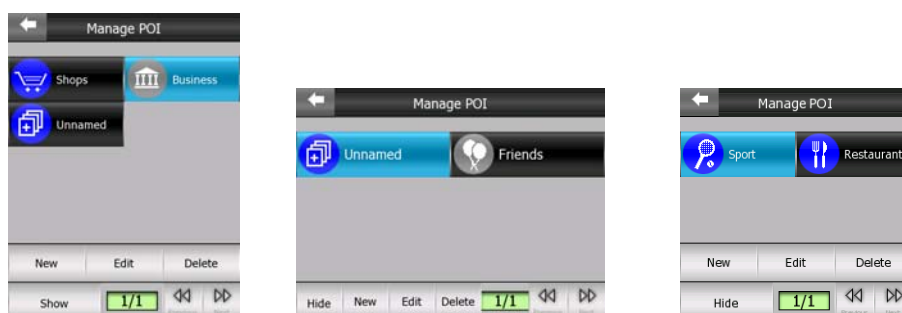 Manage POI
Shops Business
Unnamed
New Edit Delete
Show 1/1
Manage POI
Unnamed Friends
Hide New Edit Delete 1/1
Manage POI
Sport Restaurant
New Edit Delete
Hide 1/1